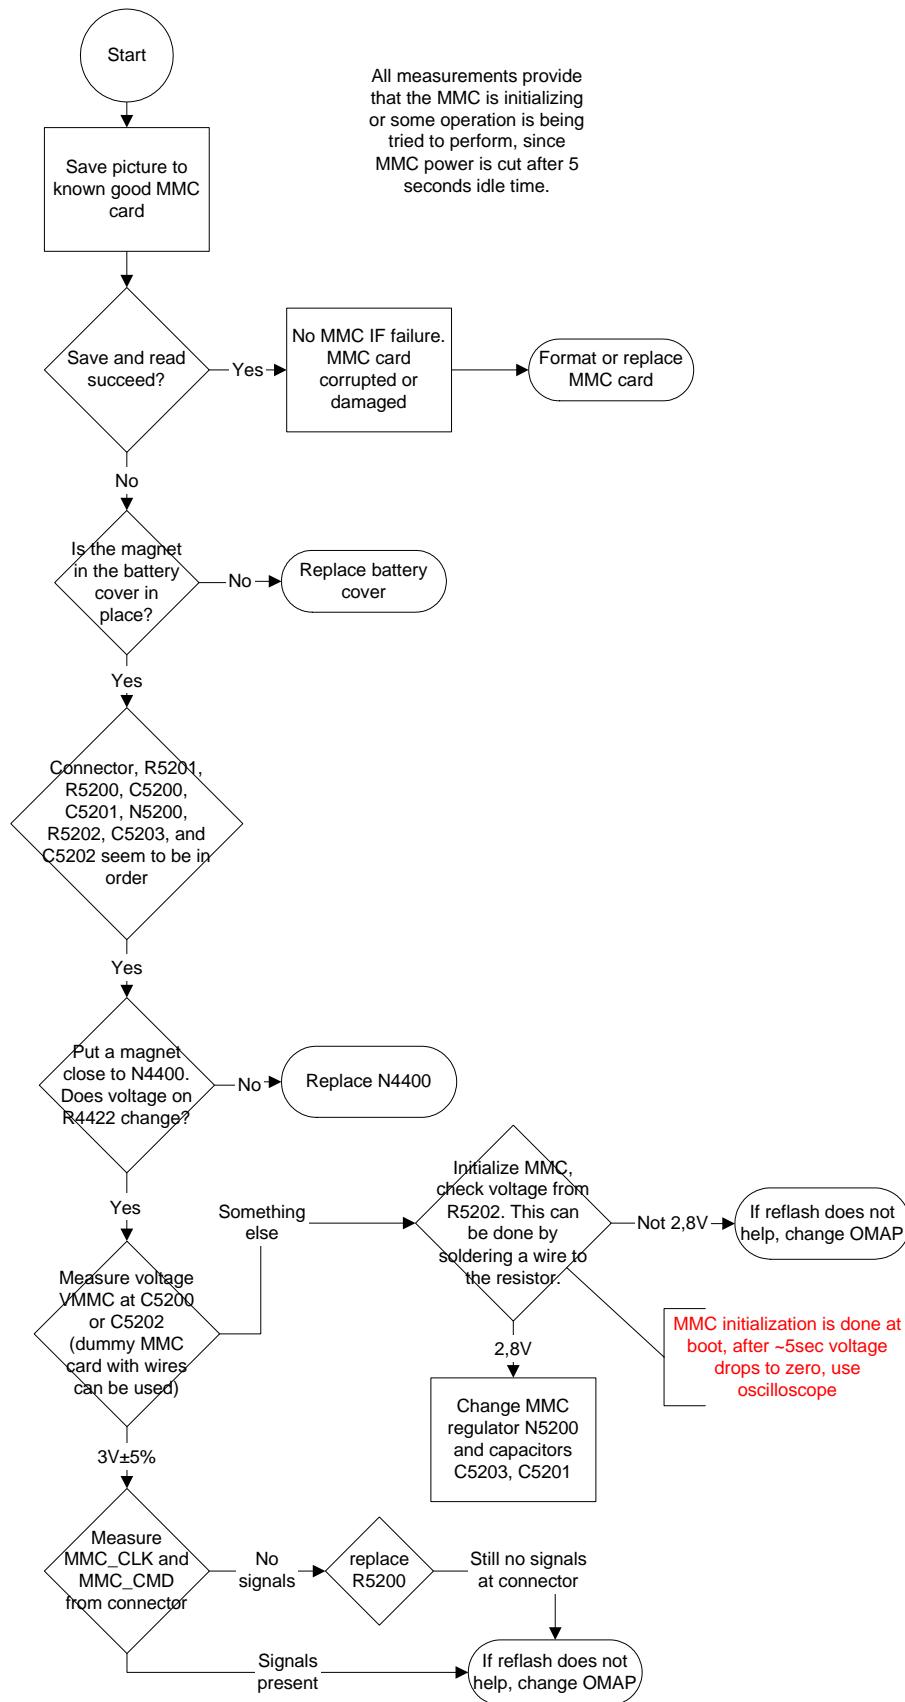 Start
All measurements provide
that the MMC is initializing
or some operation is being
tried to perform, since
MMC power is cut after 5
seconds idle time.
Save picture to
known good MMC
card
Save and read
succeed?
Yes
No MMC IF failure.
MMC card
corrupted or
damaged
Format or replace
MMC card
No
Is the magnet
in the battery
cover in
place?
No
Replace battery
cover
Yes
Connector, R5201,
R5200, C5200,
C5201, N5200,
R5202, C5203, and
C5202 seem to be in
order
Yes
Put a magnet
close to N4400.
Does voltage on
R4422 change?
No
Replace N4400
Yes
Measure voltage
VMMC at C5200
or C5202
(dummy MMC
card with wires
can be used)
Something
else
Initialize MMC,
check voltage from
R5202. This can
be done by
soldering a wire to
the resistor.
Not 2,8V
If reflash does not
help, change OMAP
MMC initialization is done at
boot, after ~5sec voltage
drops to zero, use
oscilloscope
2,8V
Change MMC
regulator N5200
and capacitors
C5203, C5201
3V±5%
Measure
MMC_CLK and
MMC_CMD
from connector
No
signals
replace
R5200
Still no signals
at connector
Signals
present
If reflash does not
help, change OMAP